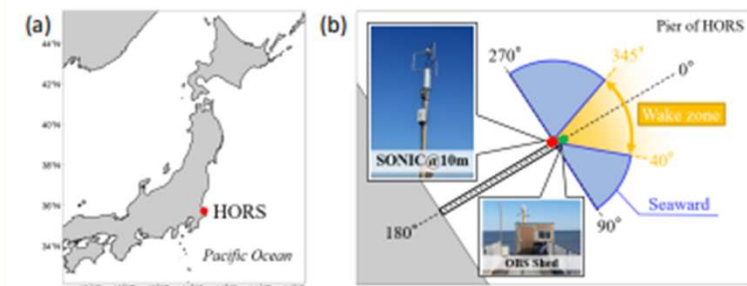 (a)
44°N
42°N
40°N
38°N
36°N
34°N
HORS
Pacific Ocean
(b)
Pier of HORS
270°
345°
0°
SONIC@10m
Wake zone
40°
Seaward
90°
180°
OBS Shed